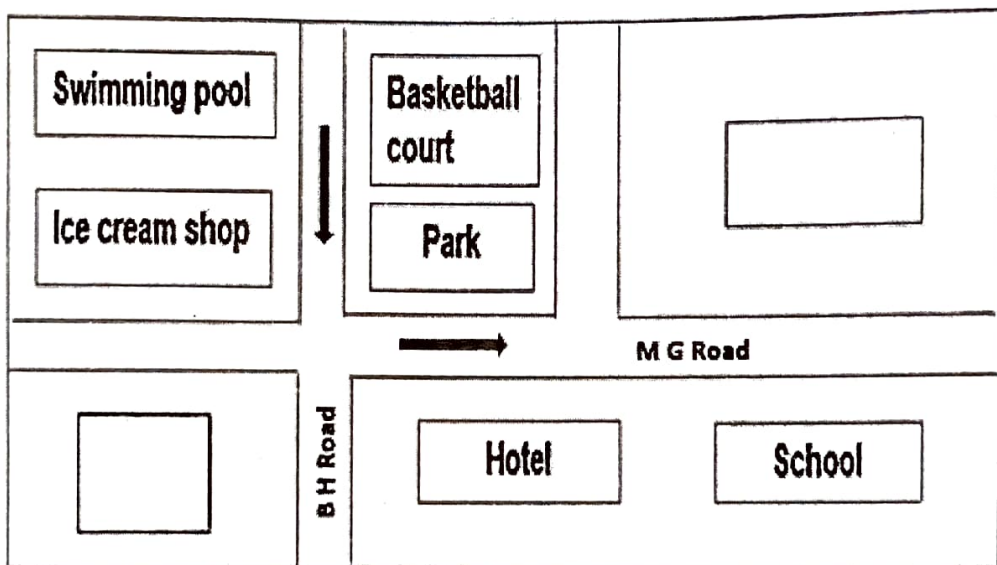 Swimming pool
Basketball
court
Ice cream shop
Park
M G Road
B H Road
Hotel
School